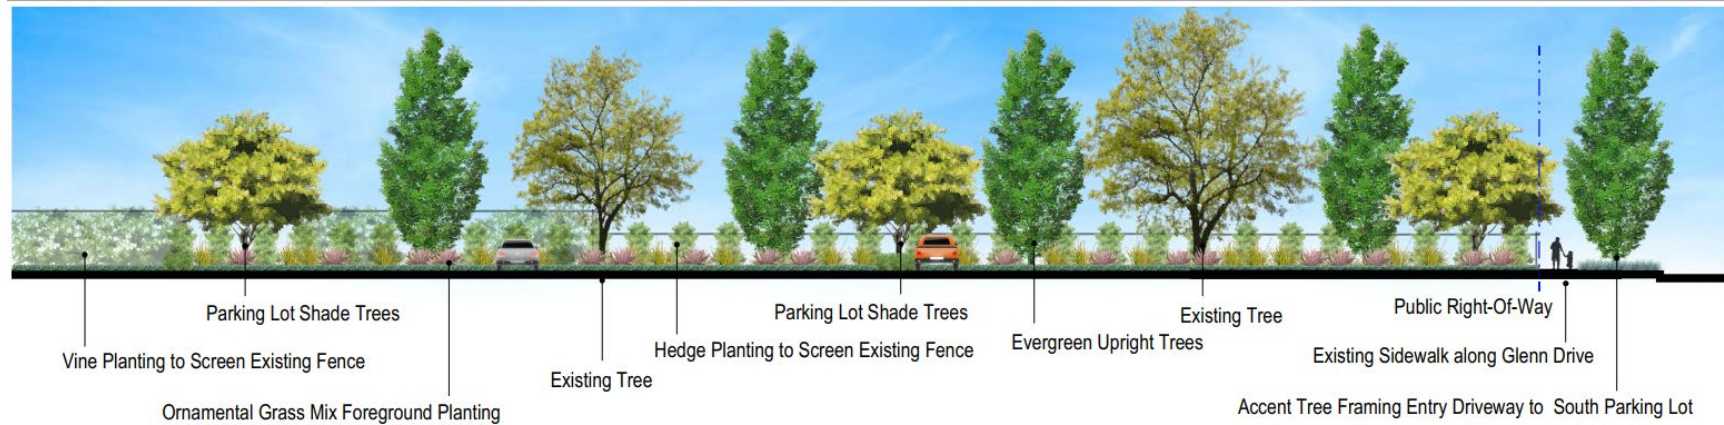 Parking Lot Shade Trees
Parking Lot Shade Trees
Existing Tree
Public Right-Of-Way
Vine Planting to Screen Existing Fence
Hedge Planting to Screen Existing Fence
Evergreen Upright Trees
Existing Sidewalk along Glenn Drive
Existing Tree
Ornamental Grass Mix Foreground Planting
Accent Tree Framing Entry Driveway to South Parking Lot